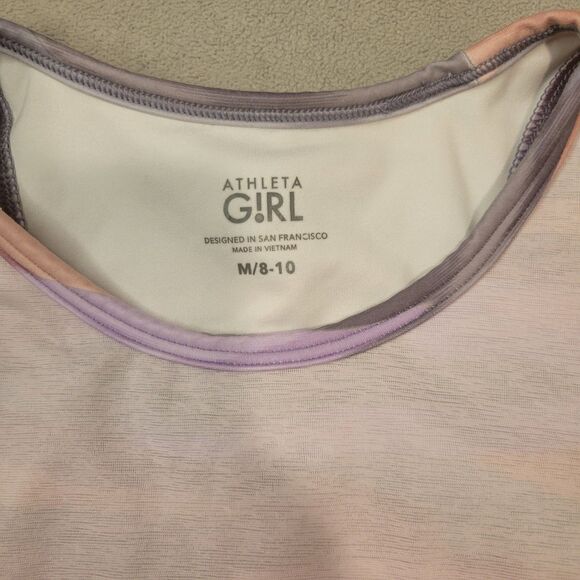 ATHLETA
G!RL
DESIGNED IN SAN FRANCISCO
MADE IN VIETNAM
M/8-10